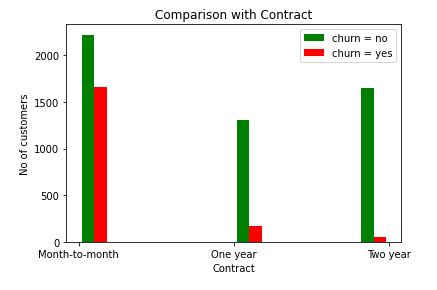 Comparison with Contract
churn = no
churn = yes
No of customers
2000
1500
1000
500
0
Month-to-month
One year
Two year
Contract